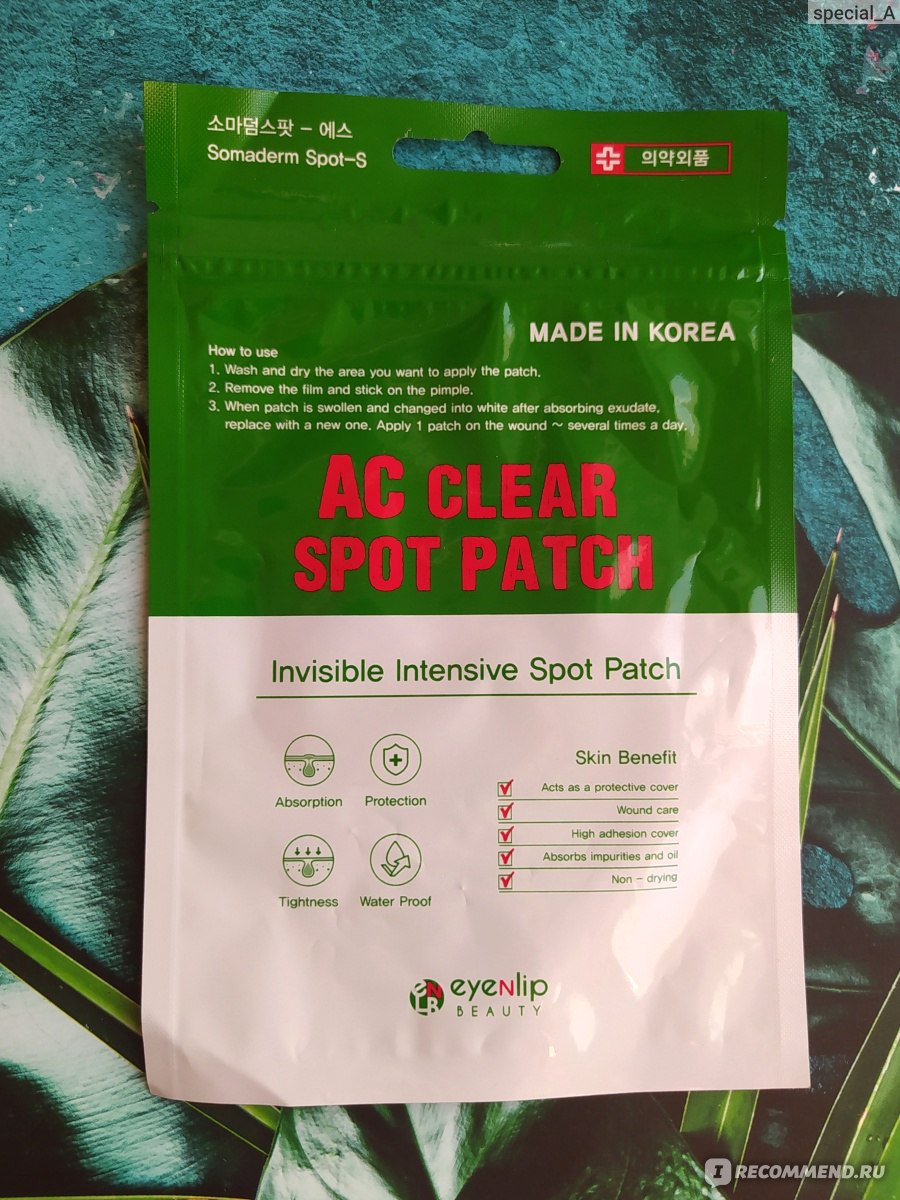 special_A
소마덤스팟 – 에스
Somaderm Spot-S
의약외품
MADE IN KOREA
How to use
1. Wash and dry the area you want to apply the patch.
2. Remove the film and stick on the pimple.
3. When patch is swollen and changed into white after absorbing exudate,
replace with a new one. Apply 1 patch on the wound ~ several times a day.
AC CLEAR
SPOT PATCH
Invisible Intensive Spot Patch
Absorption
Protection
Tightness
Water Proof
Skin Benefit
Acts as a protective cover
Wound care
High adhesion cover
Absorbs impurities and oil
Non – drying
ENLB
eyeNlip
BEAUTY
IRECOMMEND.RU